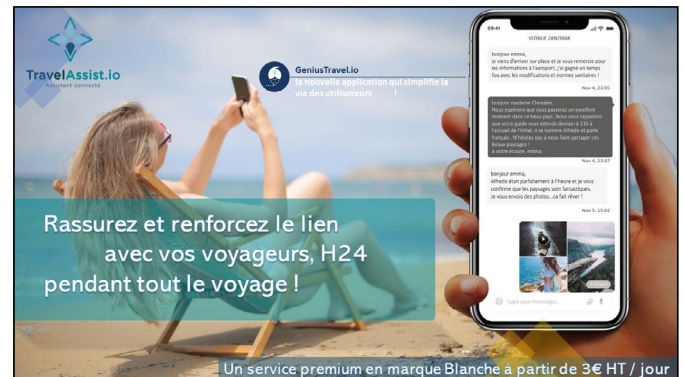 TravelAssist.io
Assistant connecté
GeniusTravel.io
la nouvelle application qui simplifie la
vie des utilisateurs !
Rassurez et renforcez le lien
avec vos voyageurs, H24
pendant tout le voyage !
09:41
VOYAGE ZANZIBAR
bonjour emma,
je viens d'arriver sur place et je vous remercie pour
les informations à l'aeroport, j'ai gagné un temps
fou avec les modifications et normes sanitaires !
Nov 4, 23:05
bonjour madame Chevalier,
Nous espérons que vous passerez un excellent
moment dans ce beau pays. Nous vous rappelons
que votre guide vous attends demain à 11h à
l'accueil de l'hôtel. il se nomme Alfredo et parle
français . N'hésitez pas à nous faire partager ces
beaux paysages !
A votre écoute, emma.
Nov 4, 23:07
bonjour emma,
Alfredo était parfaitement à l'heure et je vous
confirme que les paysages sont fantastiques.
Je vous envois des photos...ca fait rêver !
Nov 5, 19:02
Type your message...
Un service premium en marque Blanche à partir de 3€ HT / jour